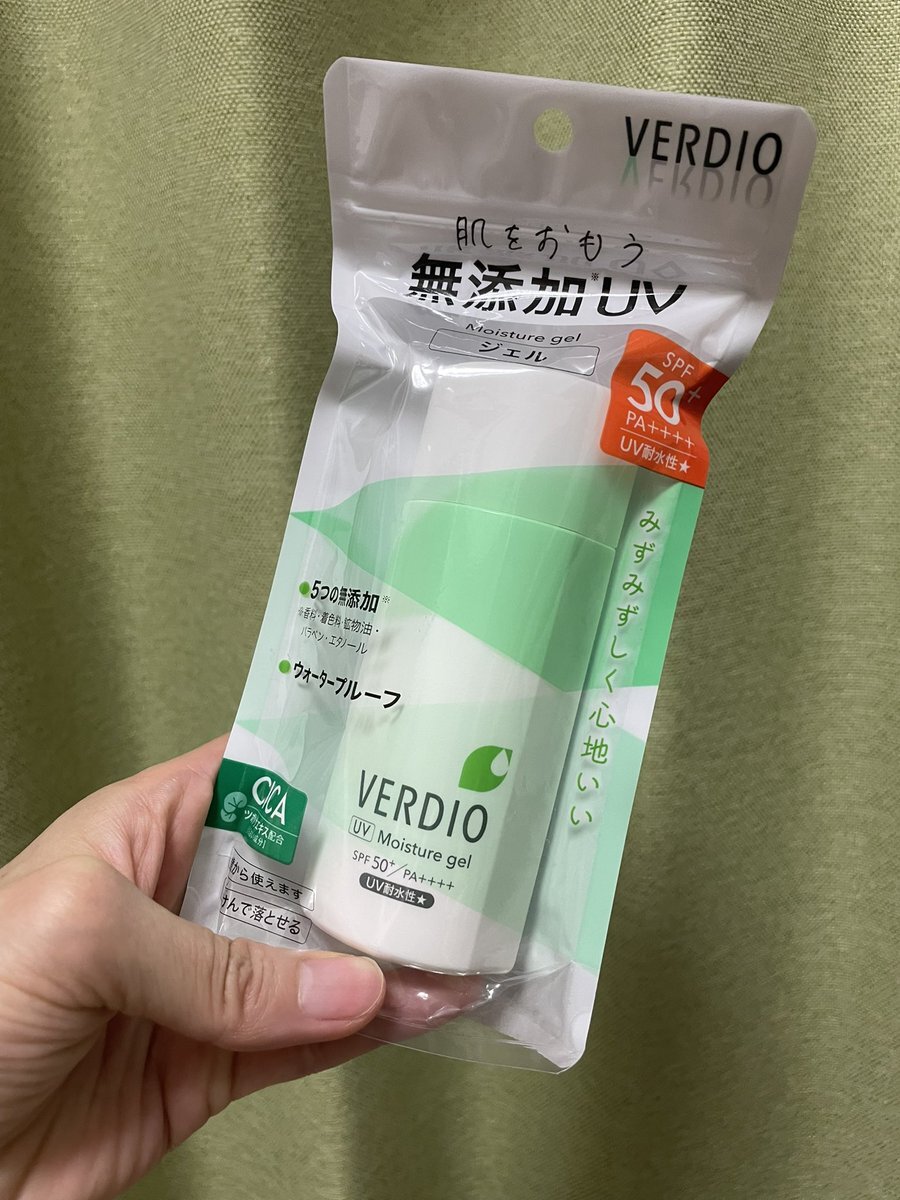 VERDIO
肌をおもう
無添加※UV
Moisture gel
ジェル
SPF
50+
PA++++
UV耐水性★
みずみずしく心地いい
●5つの無添加※
※香料・着色料・鉱物油・
パラベン・エタノール
●ウォータープルーフ
VERDIO
UV Moisture gel
SPF 50+/PA++++
UV耐水性★
CICA
ツボクサエキス配合
から使えます
けんで落とせる